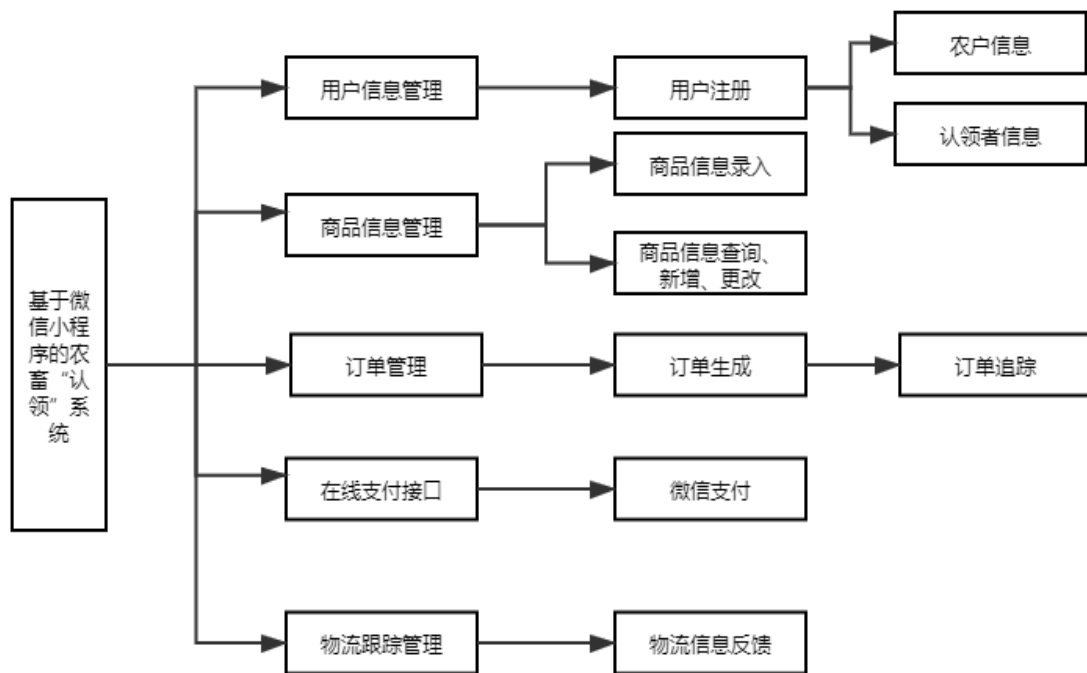 农户信息
用户信息管理
用户注册
认领者信息
商品信息录入
商品信息管理
商品信息查询、
新增、更改
基于微
信小程
序的农
畜“认
领”系
统
订单管理
订单生成
订单追踪
在线支付接口
微信支付
物流跟踪管理
物流信息反馈